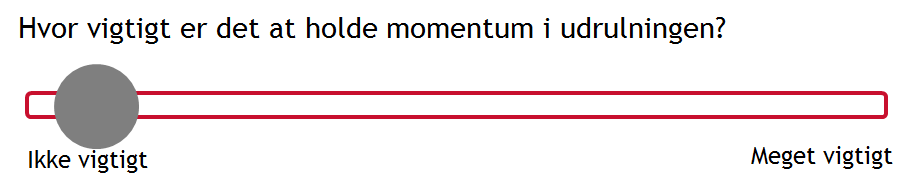 Hvor vigtigt er det at holde momentum i udrulningen?
Ikke vigtigt
Meget vigtigt